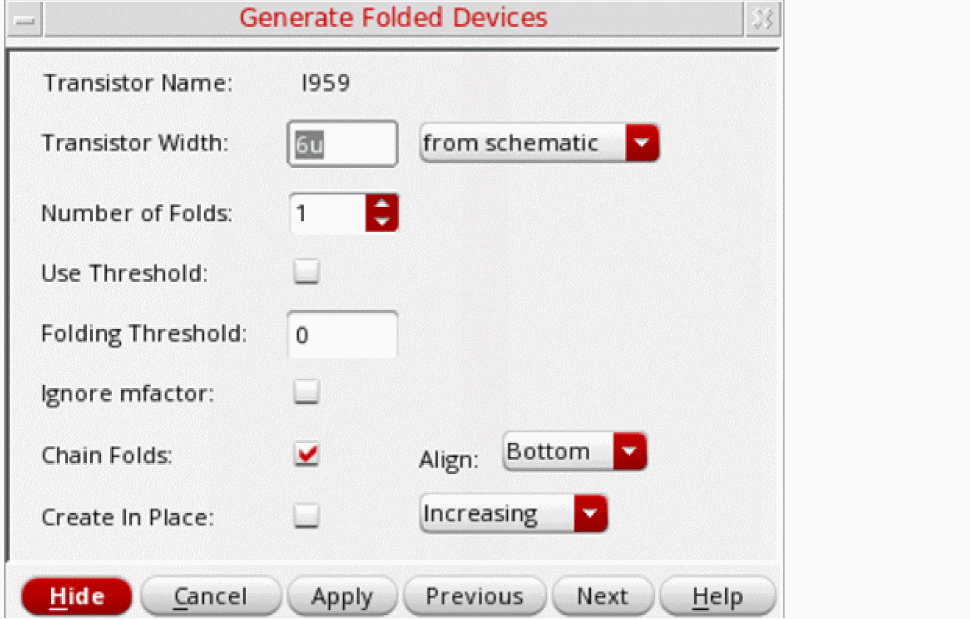 Generate Folded Devices
Transistor Name: I959
Transistor Width: 6u from schematic
Number of Folds: 1
Use Threshold:
Folding Threshold: 0
Ignore mfactor:
Chain Folds: Align: Bottom
Create In Place: Increasing
Hide Cancel Apply Previous Next Help